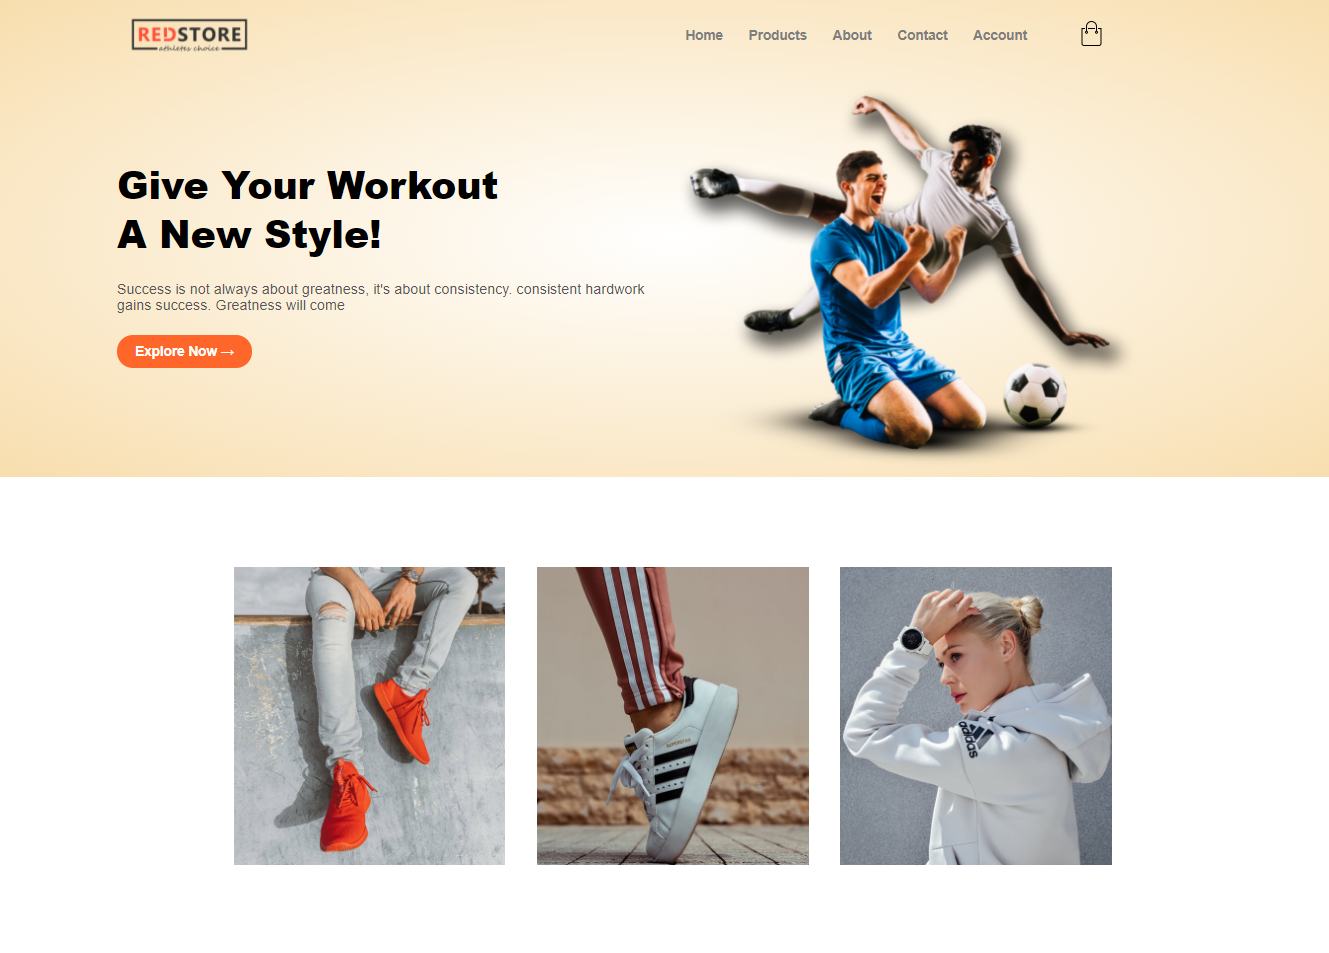 REDSTORE
athletes choice
Home Products About Contact Account
Give Your Workout
A New Style!
Success is not always about greatness, it's about consistency. consistent hardwork
gains success. Greatness will come
Explore Now →
SUPERSTAR
adidas